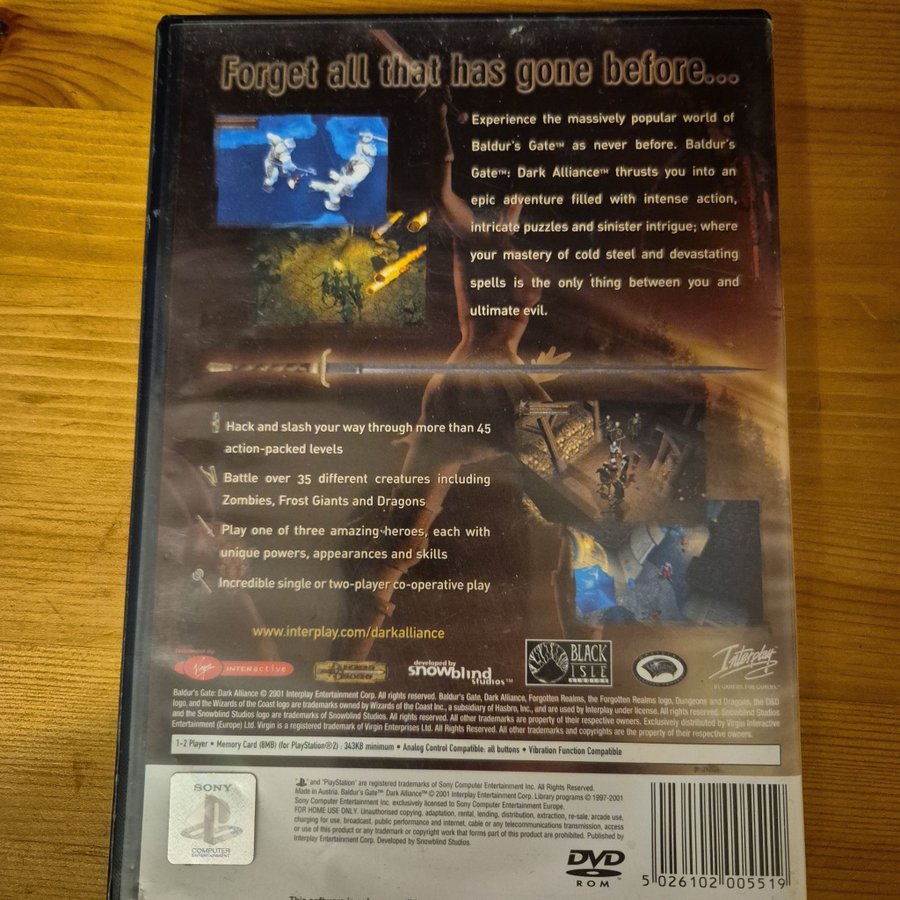 Forget all that has gone before...
Experience the massively popular world of
Baldur's Gate™ as never before. Baldur's
Gate™: Dark Alliance™ thrusts you into an
epic adventure filled with intense action,
intricate puzzles and sinister intrigue; where
your mastery of cold steel and devastating
spells is the only thing between you and
ultimate evil.
Hack and slash your way through more than 45
action-packed levels
Battle over 35 different creatures including
Zombies, Frost Giants and Dragons
Play one of three amazing heroes, each with
unique powers, appearances and skills
Incredible single or two-player co-operative play
www.interplay.com/darkalliance
Distributed by
Virgin INTERACTIVE
DUNGEONS & DRAGONS
developed by
snowblind
studios™
BLACK
ISLE
STUDIOS
Interplay
BY GAMERS. FOR GAMERS.™
Baldur's Gate: Dark Alliance © 2001 Interplay Entertainment Corp. All rights reserved. Baldur's Gate, Dark Alliance, Forgotten Realms, the Forgotten Realms logo, Dungeons and Dragons, the D&D
logo, and the Wizards of the Coast logo are trademarks owned by Wizards of the Coast Inc., a subsidiary of Hasbro, Inc., and are used by Interplay under license. All rights reserved. Snowblind Studios
and the Snowblind Studios logo are trademarks of Snowblind Studios. All rights reserved. All other trademarks are property of their respective owners. Exclusively distributed by Virgin Interactive
Entertainment (Europe) Ltd. Virgin is a registered trademark of Virgin Enterprises Ltd. All Rights Reserved. All other trademarks and copyrights are the property of their respective owners.
1-2 Player • Memory Card (8MB) (for PlayStation®2) : 343KB minimum • Analog Control Compatible: all buttons • Vibration Function Compatible
SONY
COMPUTER
ENTERTAINMENT
" " and "PlayStation" are registered trademarks of Sony Computer Entertainment Inc.
Made in Austria. Baldur's Gate™: Dark Alliance™ © 2001 Interplay Entertainment Corp. Library programs © 1997-2001
Sony Computer Entertainment Inc. exclusively licensed to Sony Computer Entertainment Europe.
FOR HOME USE ONLY. Unauthorised copying, adaptation, rental, lending, distribution, extraction, re-sale, arcade use,
charging for use, broadcast, public performance and internet, cable or any telecommunications transmission, access
or use of this product or any trademark or copyright work that forms part of this product are prohibited. Published by
Interplay Entertainment Corp. Developed by Snowblind Studios.
DVD
ROM
5 026102 005519